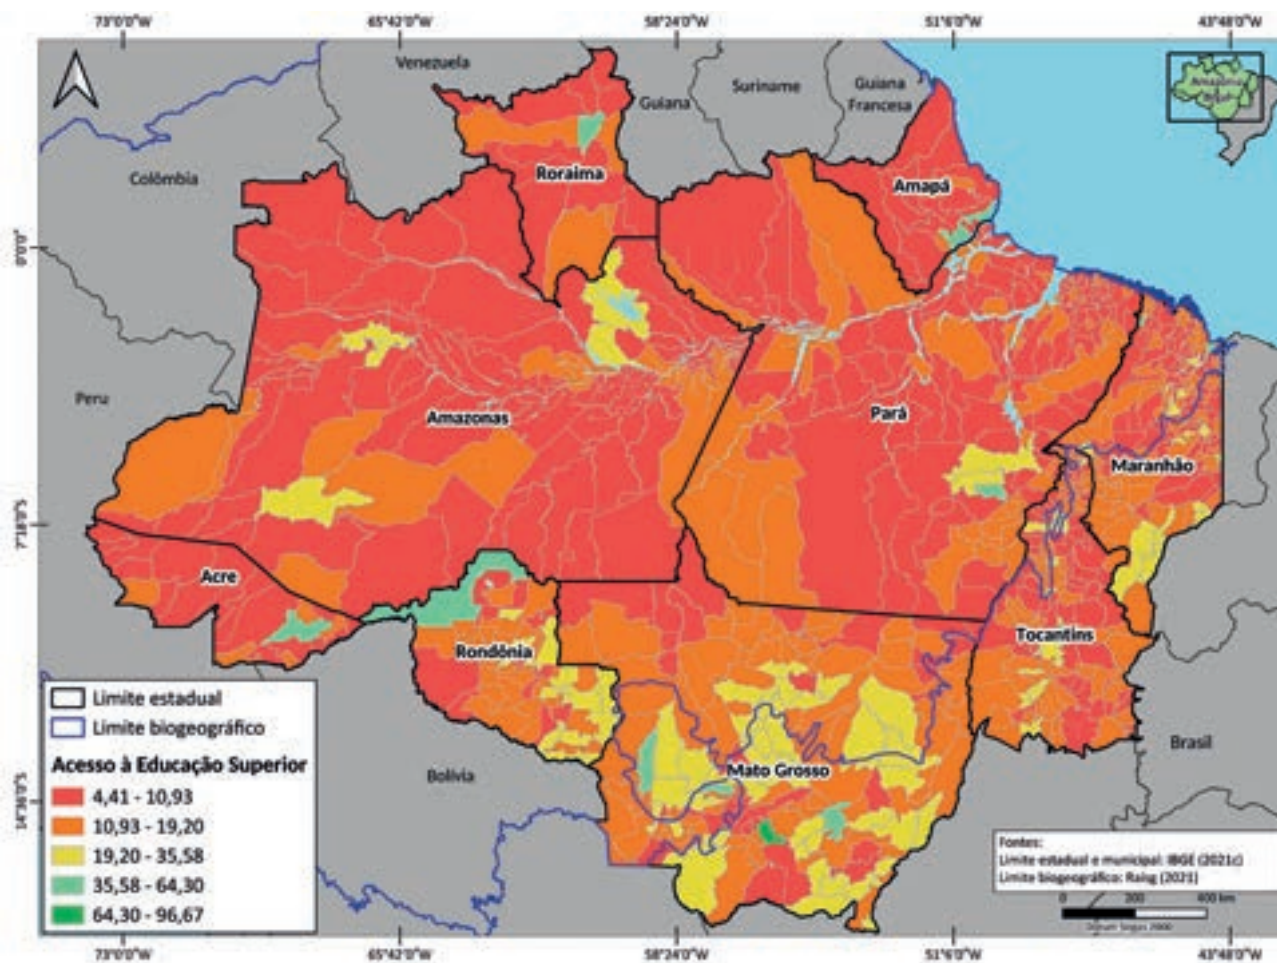 73°0'0"W 65°42'0"W 58°24'0"W 51°6'0"W 43°48'0"W
Venezuela
Guiana
Suriname
Guiana
Francesa
Colômbia
Roraima
Amapá
0°0'0"
Peru
Amazonas
Pará
Maranhão
7°18'0"S
Acre
Rondônia
Tocantins
Mato Grosso
Bolívia
Brasil
14°36'0"S
Limite estadual
Limite biogeográfico
Acesso à Educação Superior
4,41 - 10,93
10,93 - 19,20
19,20 - 35,58
35,58 - 64,30
64,30 - 96,67
Fontes:
Limite estadual e municipal: IBGE (2021c)
Limite biogeográfico: Raisg (2021)
0 200 400 km
73°0'0"W 65°42'0"W 58°24'0"W 51°6'0"W 43°48'0"W